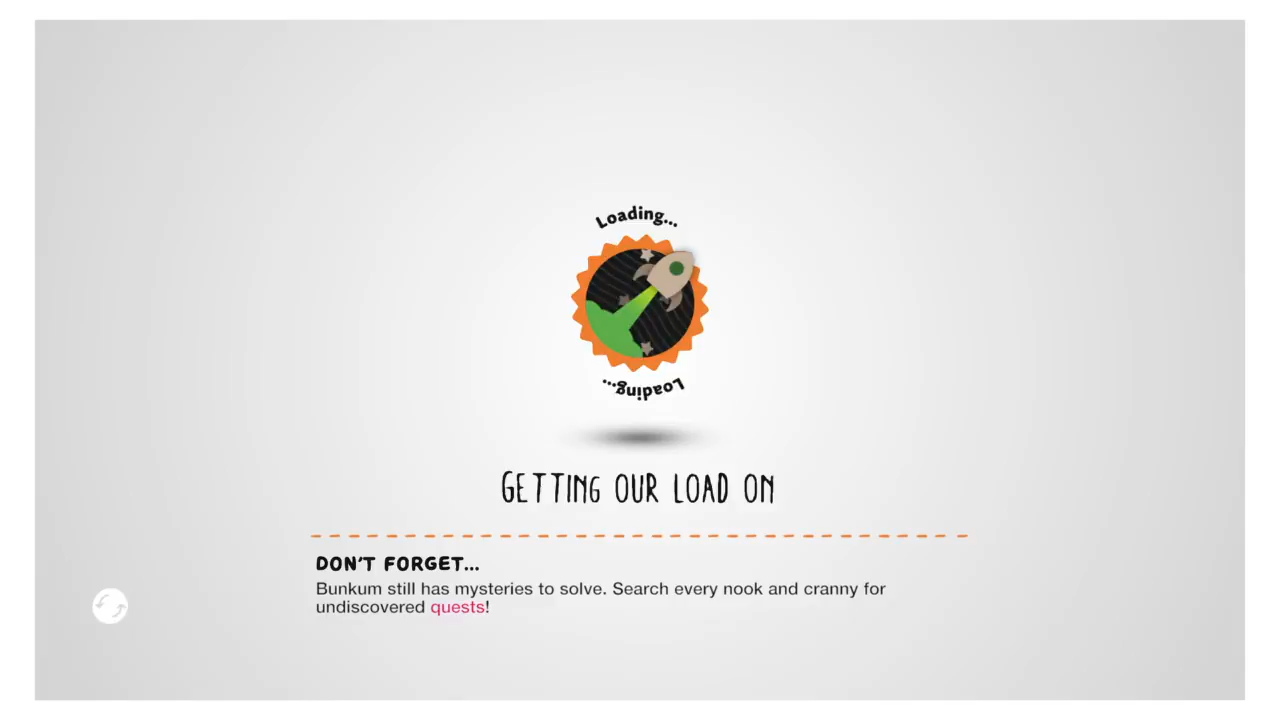 Loading...
Loading...
GETTING OUR LOAD ON
DON'T FORGET...
Bunkum still has mysteries to solve. Search every nook and cranny for
undiscovered quests!